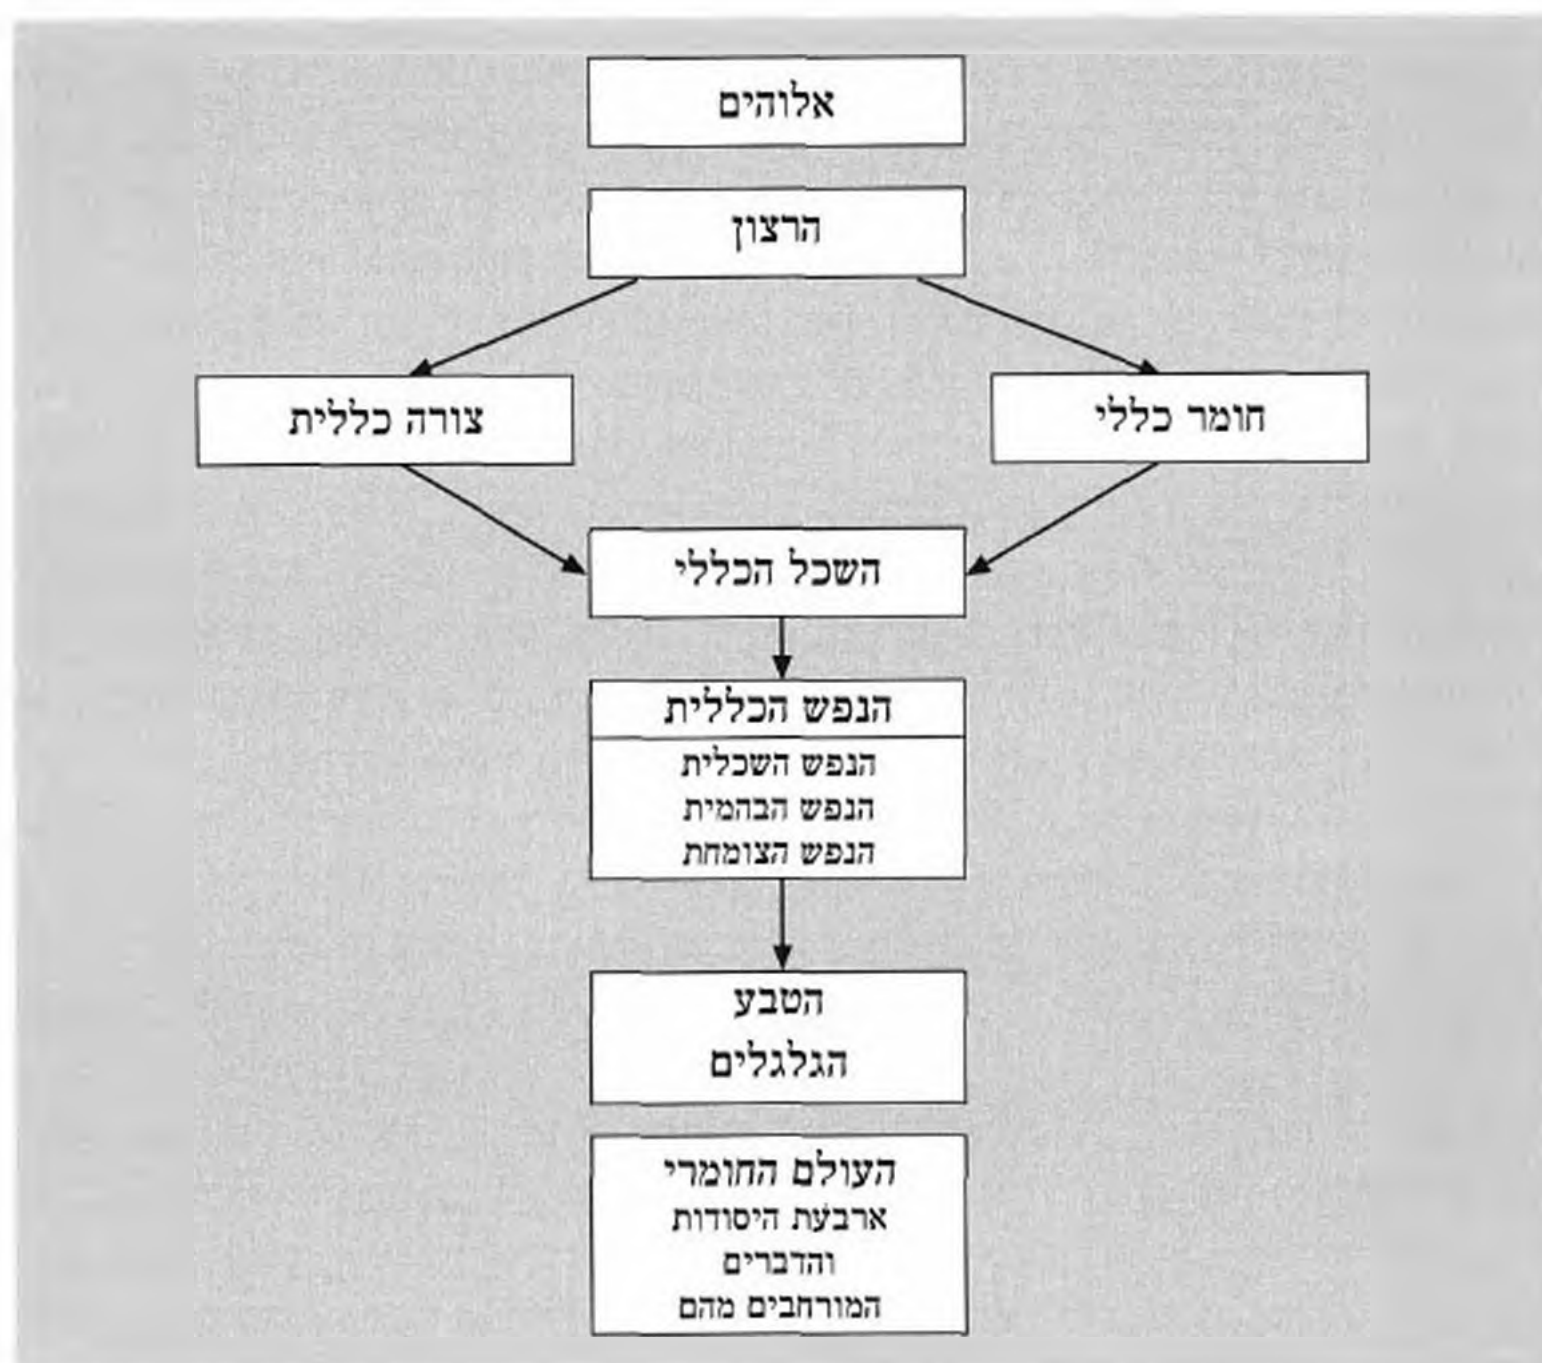 אלוהים
הרצון
חומר כללי
צורה כללית
השכל הכללי
הנפש הכללית
הנפש השכלית
הנפש הבהמית
הנפש הצומחת
הטבע
הגלגלים
העולם החומרי
ארבעת היסודות
והדברים
המורחבים מהם